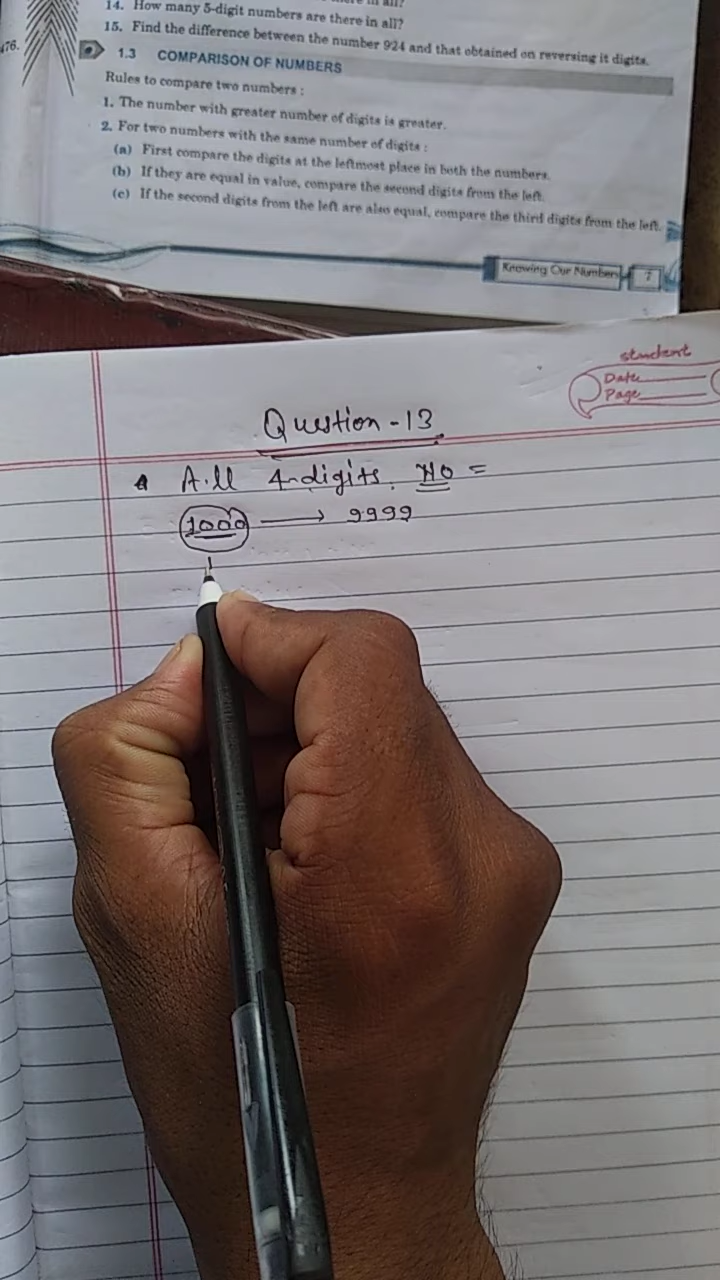 14. How many 5-digit numbers are there in all?
15. Find the difference between the number 924 and that obtained on reversing it digits.
476.
1.3 COMPARISON OF NUMBERS
Rules to compare two numbers :
1. The number with greater number of digits is greater.
2. For two numbers with the same number of digits :
(a) First compare the digits at the leftmost place in both the numbers.
(b) If they are equal in value, compare the second digits from the left.
(c) If the second digits from the left are also equal, compare the third digits from the left.
Knowing Our Numbers 7
student
Date
Page
Question - 13
A.ll 4-digits. No =
1000 → 9999